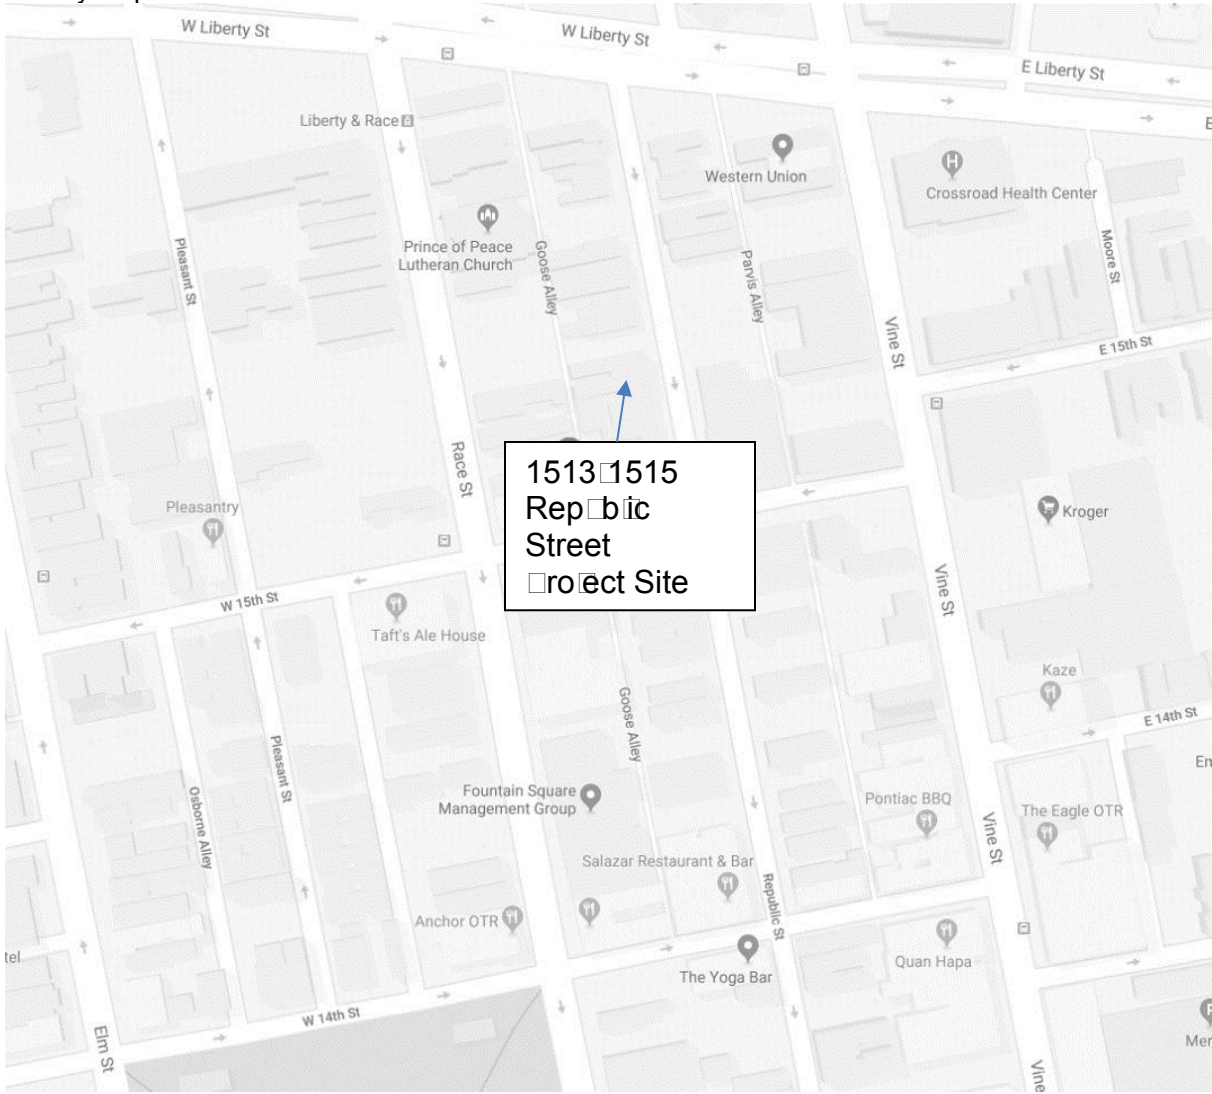 W Liberty St
W Liberty St
E Liberty St
Liberty & Race
Western Union
Crossroad Health Center
Prince of Peace
Lutheran Church
Goose Alley
Pleasant St
Parvis Alley
Moore St
Vine St
E 15th St
Race St
1513 1515
Street
Site
Pleasantry
Kroger
Vine St
W 15th St
Taft's Ale House
Kaze
E 14th St
Goose Alley
Pleasant St
Osborne Alley
Fountain Square
Management Group
Pontiac BBQ
The Eagle OTR
Vine St
Salazar Restaurant & Bar
Republic St
Anchor OTR
Quan Hapa
The Yoga Bar
W 14th St
Elm St
Vine